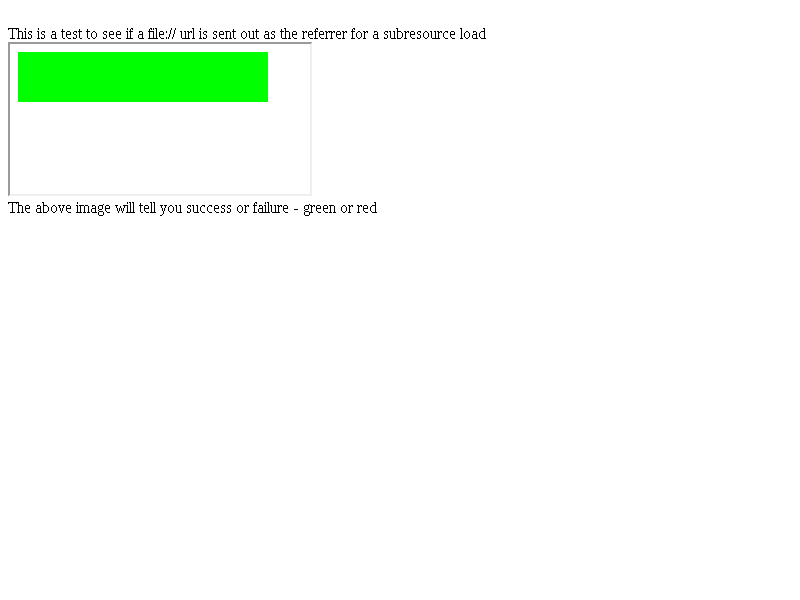 This is a test to see if a file:// url is sent out as the referrer for a subresource load
The above image will tell you success or failure - green or red